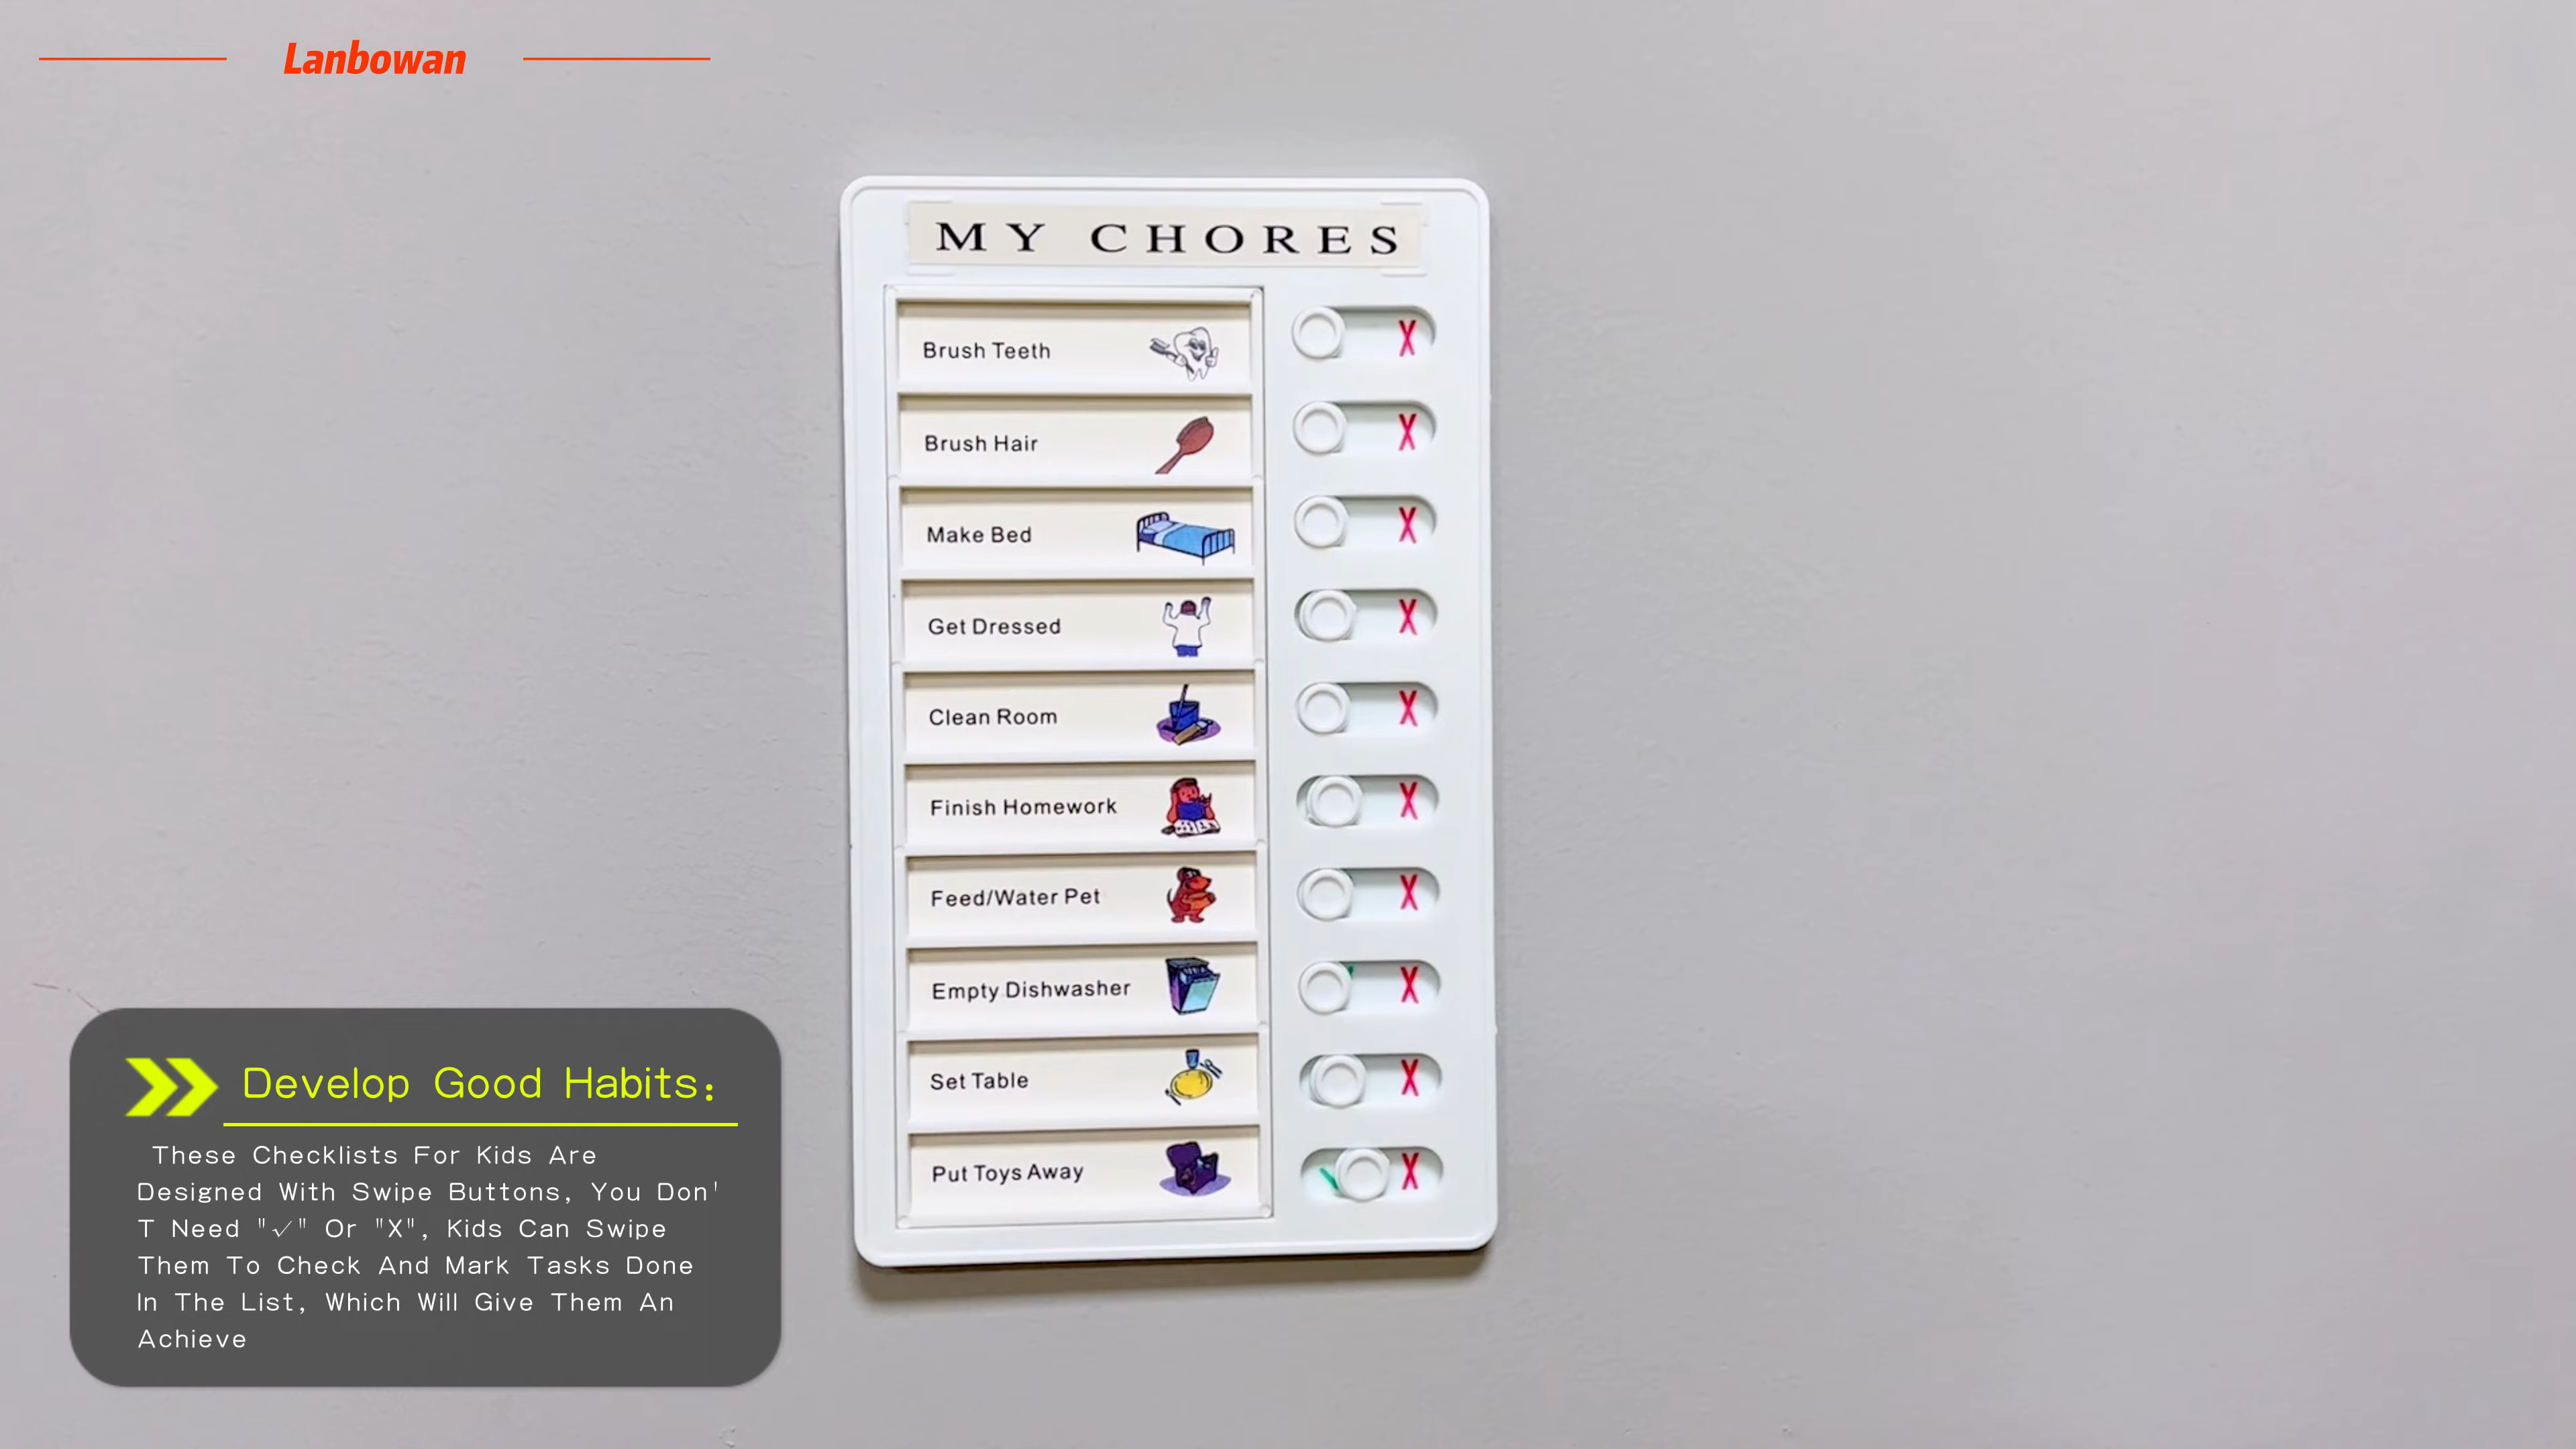 Lanbowan
MY CHORES
Brush Teeth X
Brush Hair X
Make Bed X
Get Dressed X
Clean Room X
Finish Homework X
Feed/Water Pet X
Empty Dishwasher X
Set Table X
Put Toys Away X
Develop Good Habits:
These Checklists For Kids Are
Designed With Swipe Buttons, You Don'
T Need "✓" Or "X", Kids Can Swipe
Them To Check And Mark Tasks Done
In The List, Which Will Give Them An
Achieve